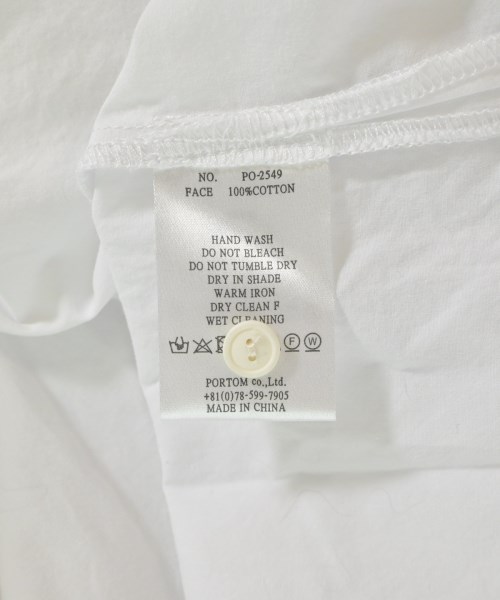 NO. PO-2549
FACE 100%COTTON
HAND WASH
DO NOT BLEACH
DO NOT TUMBLE DRY
DRY IN SHADE
WARM IRON
DRY CLEAN F
WET CLEANING
F W
PORTOM co.,Ltd.
+81(0)78-599-7905
MADE IN CHINA